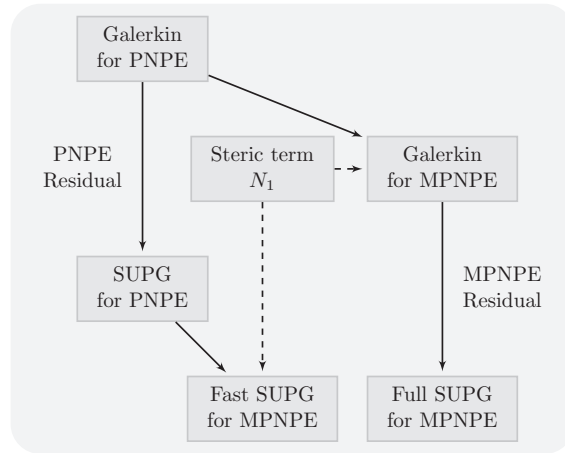 Galerkin
for PNPE
PNPE
Residual
Steric term
N₁
Galerkin
for MPNPE
SUPG
for PNPE
MPNPE
Residual
Fast SUPG
for MPNPE
Full SUPG
for MPNPE